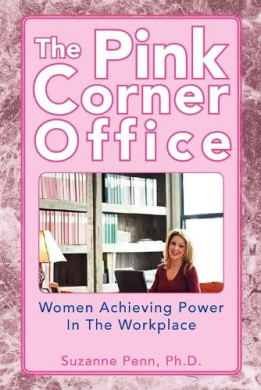 The Pink
Corner
Office
Women Achieving Power
In The Workplace
Suzanne Penn, Ph.D.